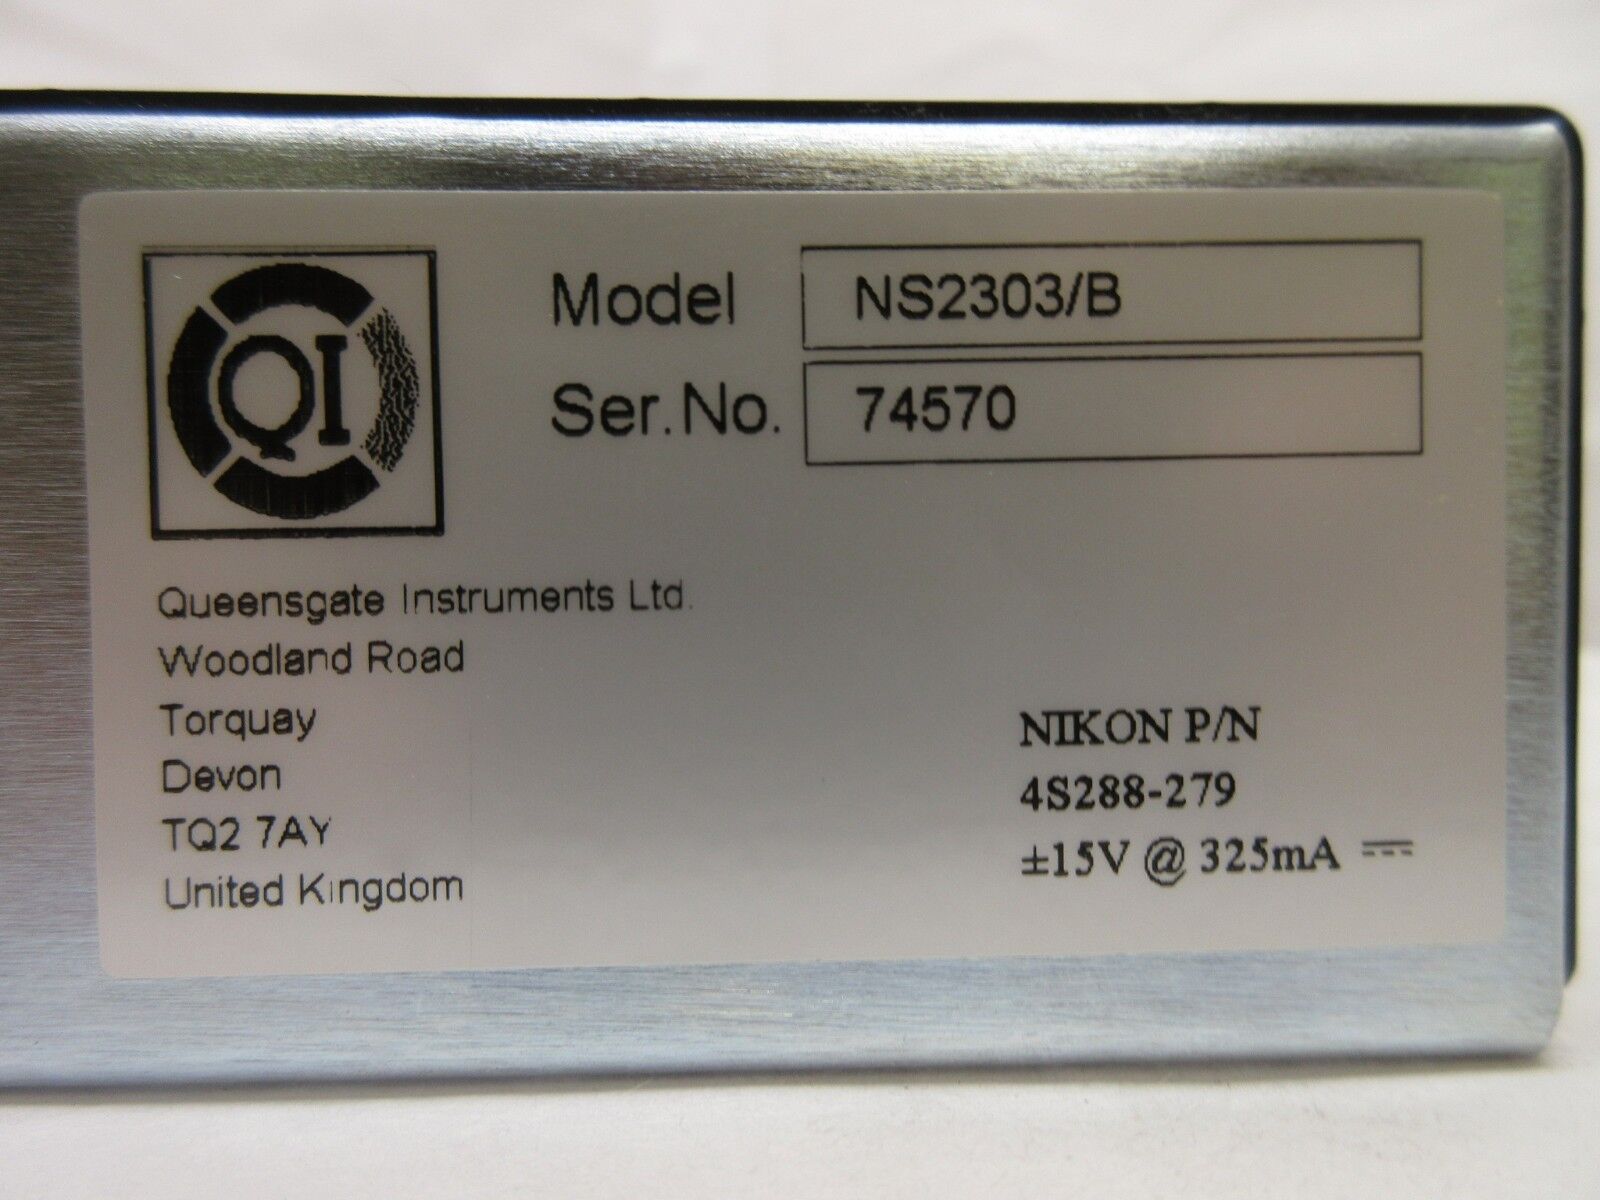 QI
Model NS2303/B
Ser.No. 74570
Queensgate Instruments Ltd.
Woodland Road
Torquay
Devon
TQ2 7AY
United Kingdom
NIKON P/N
4S288-279
±15V @ 325mA ⎓